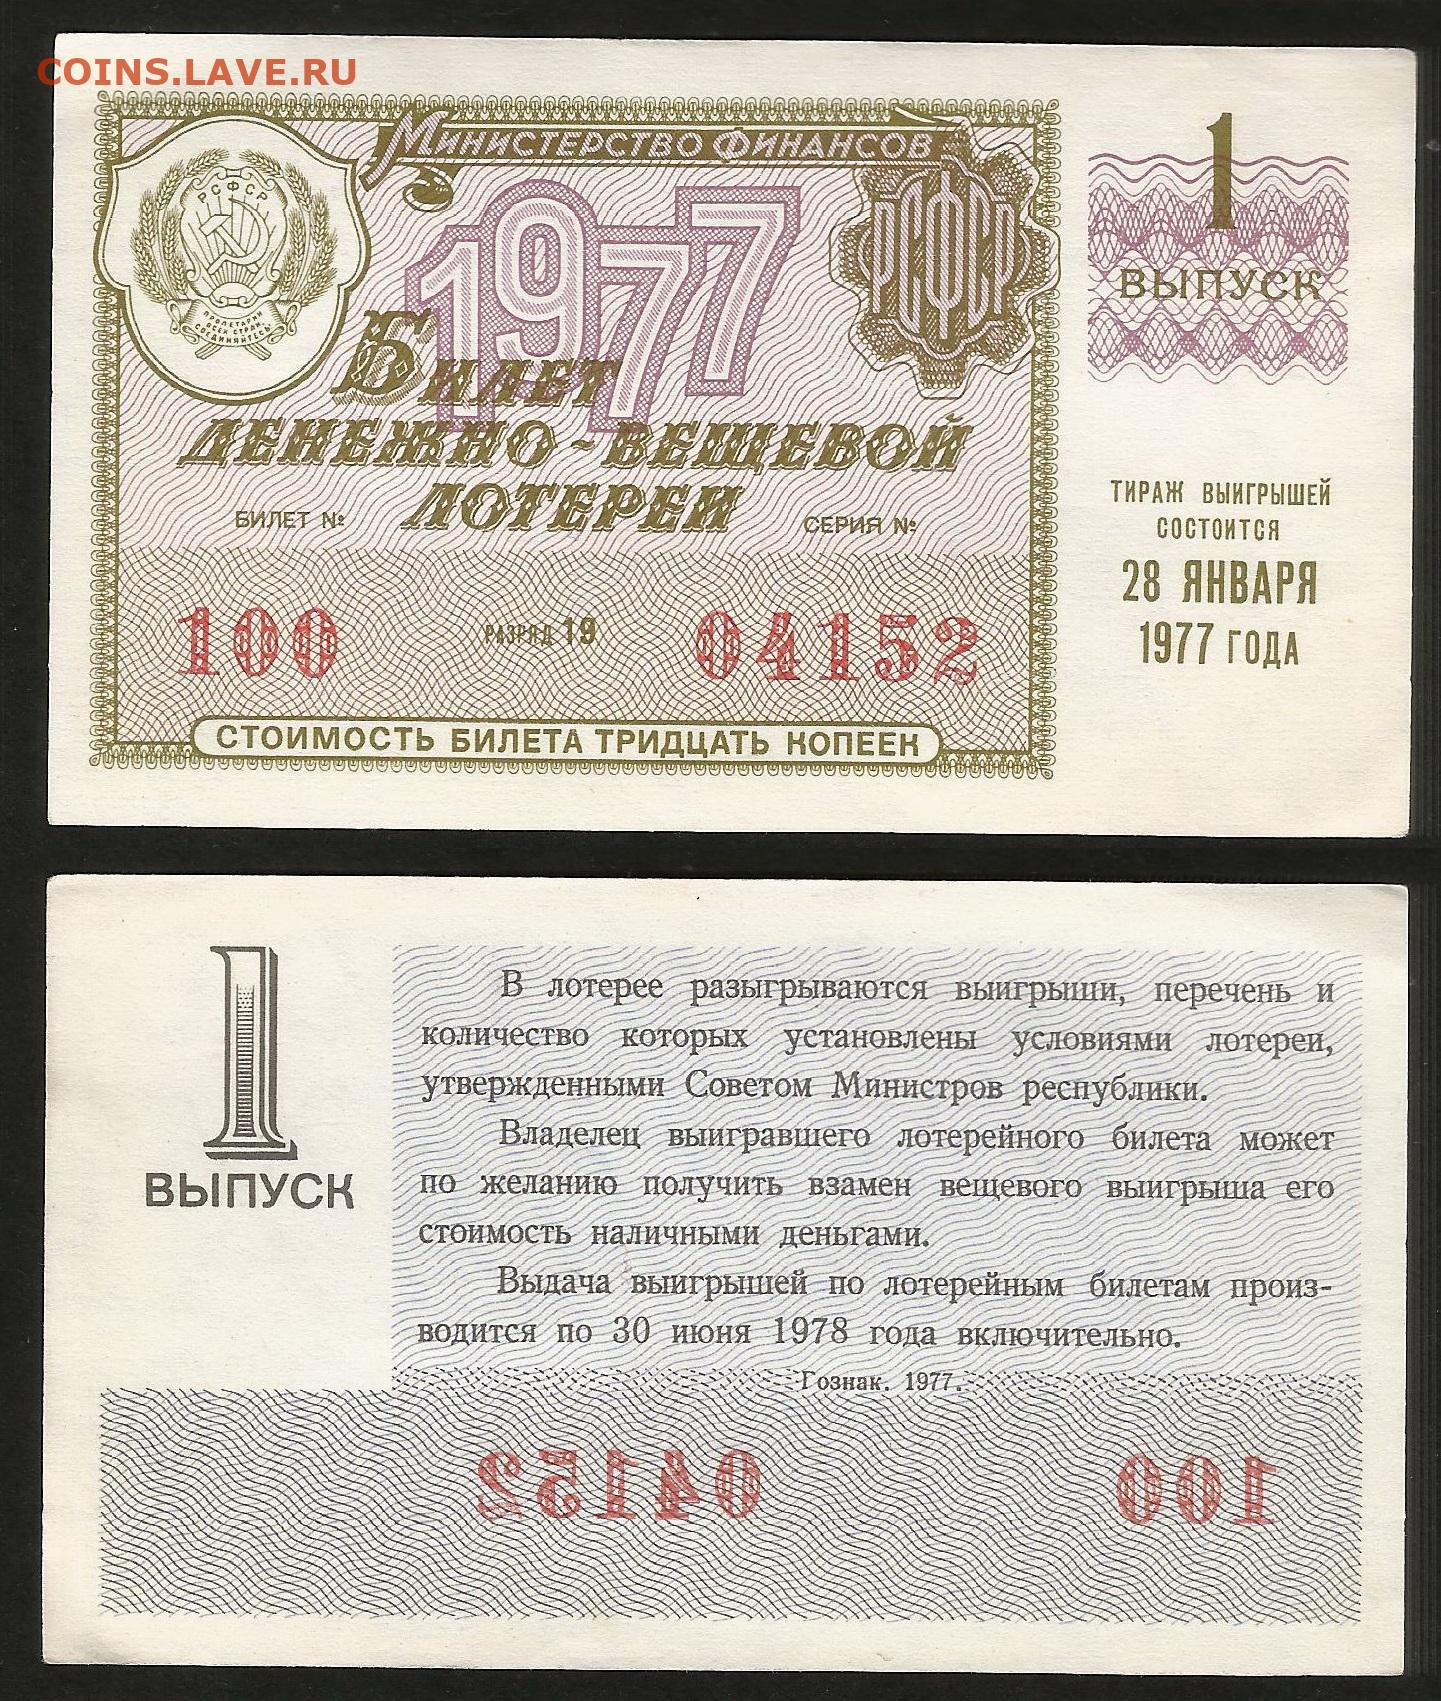 COINS.LAVE.RU
МИНИСТЕРСТВО ФИНАНСОВ
РСФСР
ПРОЛЕТАРИИ
ВСЕХ СТРАН,
СОЕДИНЯЙТЕСЬ!
1977
РСФСР
БИЛЕТ
ДЕНЕЖНО-ВЕЩЕВОЙ
ЛОТЕРЕИ
БИЛЕТ №
СЕРИЯ №
100
РАЗРЯД 19
04152
СТОИМОСТЬ БИЛЕТА ТРИДЦАТЬ КОПЕЕК
1
ВЫПУСК
ТИРАЖ ВЫИГРЫШЕЙ
СОСТОИТСЯ
28 ЯНВАРЯ
1977 ГОДА
1
ВЫПУСК
В лотерее разыгрываются выигрыши, перечень и
количество которых установлены условиями лотереи,
утвержденными Советом Министров республики.
Владелец выигравшего лотерейного билета может
по желанию получить взамен вещевого выигрыша его
стоимость наличными деньгами.
Выдача выигрышей по лотерейным билетам произ-
водится по 30 июня 1978 года включительно.
Гознак. 1977.
04152
100